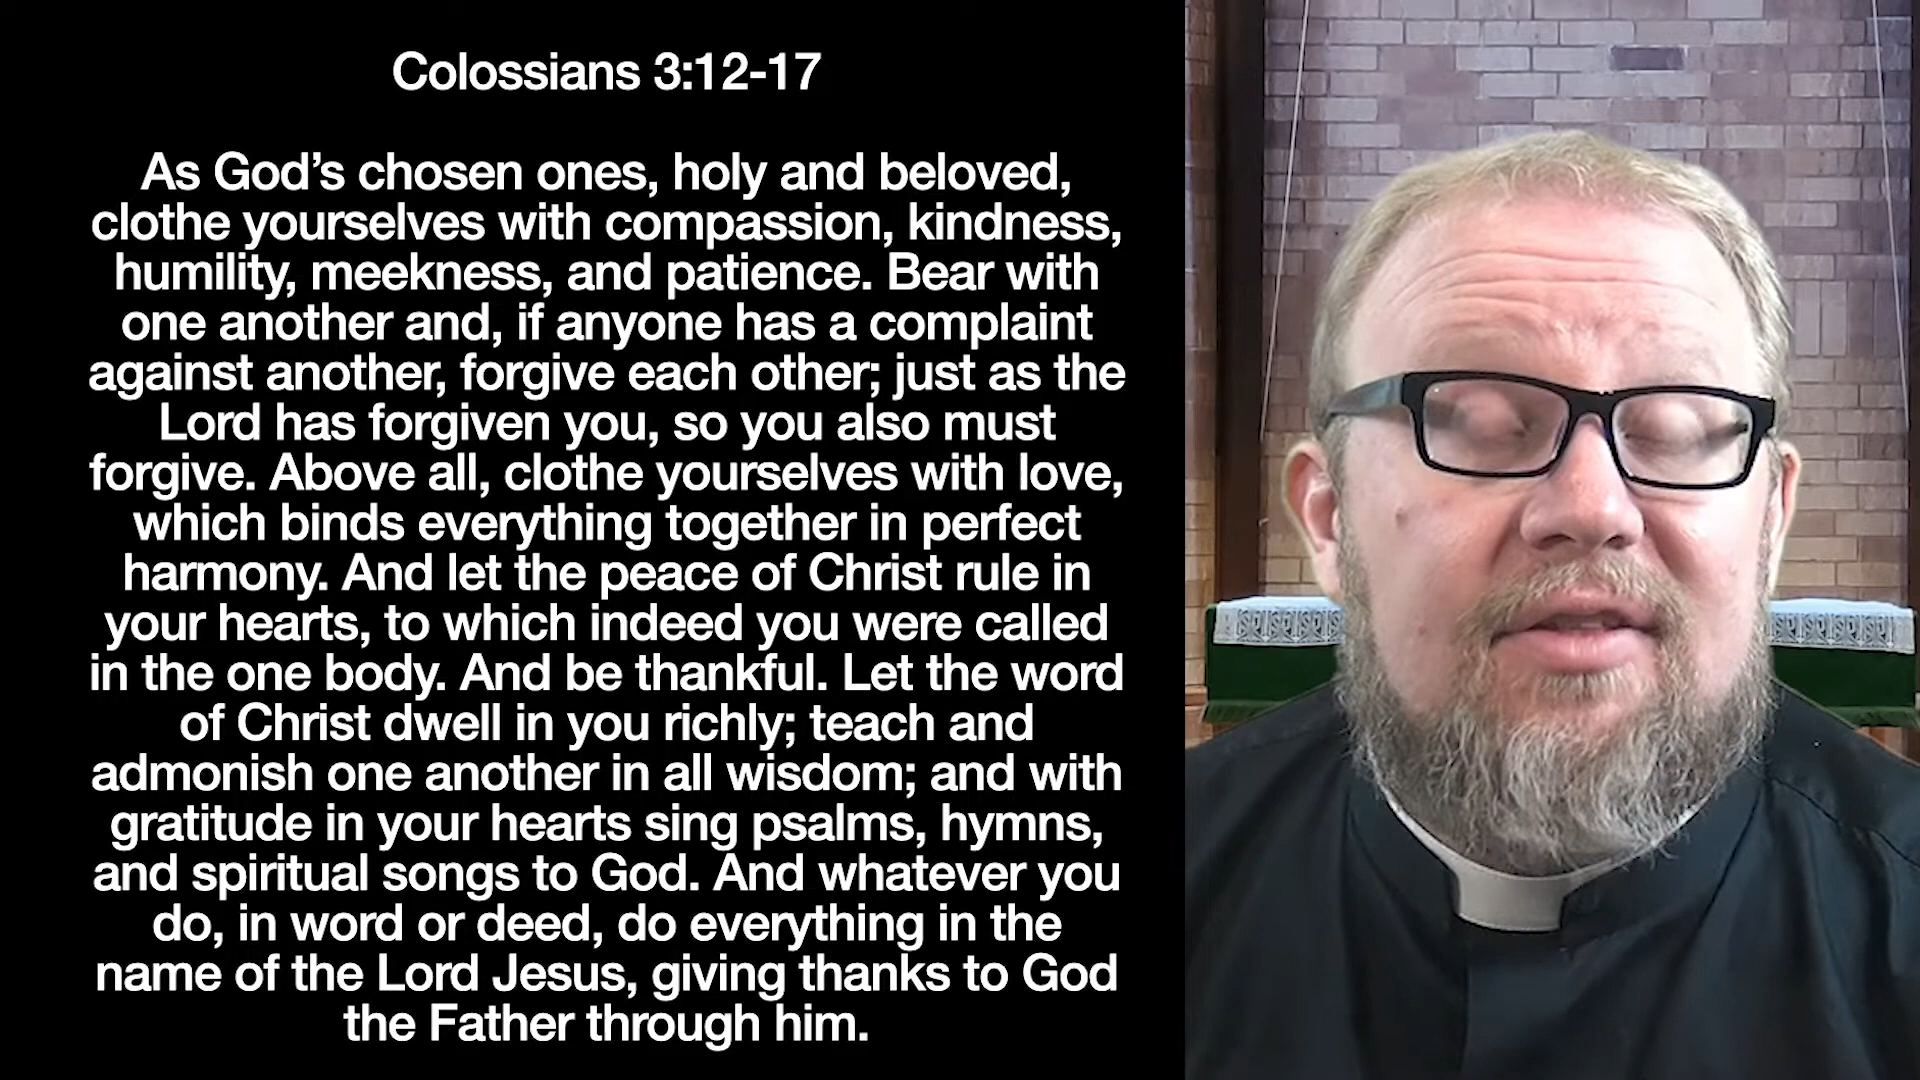 Colossians 3:12-17
As God’s chosen ones, holy and beloved,
clothe yourselves with compassion, kindness,
humility, meekness, and patience. Bear with
one another and, if anyone has a complaint
against another, forgive each other; just as the
Lord has forgiven you, so you also must
forgive. Above all, clothe yourselves with love,
which binds everything together in perfect
harmony. And let the peace of Christ rule in
your hearts, to which indeed you were called
in the one body. And be thankful. Let the word
of Christ dwell in you richly; teach and
admonish one another in all wisdom; and with
gratitude in your hearts sing psalms, hymns,
and spiritual songs to God. And whatever you
do, in word or deed, do everything in the
name of the Lord Jesus, giving thanks to God
the Father through him.